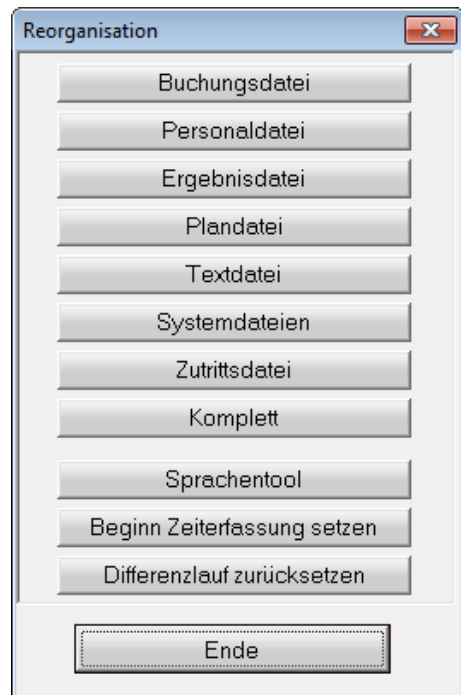 Reorganisation
Buchungsdatei
Personaldatei
Ergebnisdatei
Plandatei
Textdatei
Systemdateien
Zutrittsdatei
Komplett
Sprachentool
Beginn Zeiterfassung setzen
Differenzlauf zurücksetzen
Ende